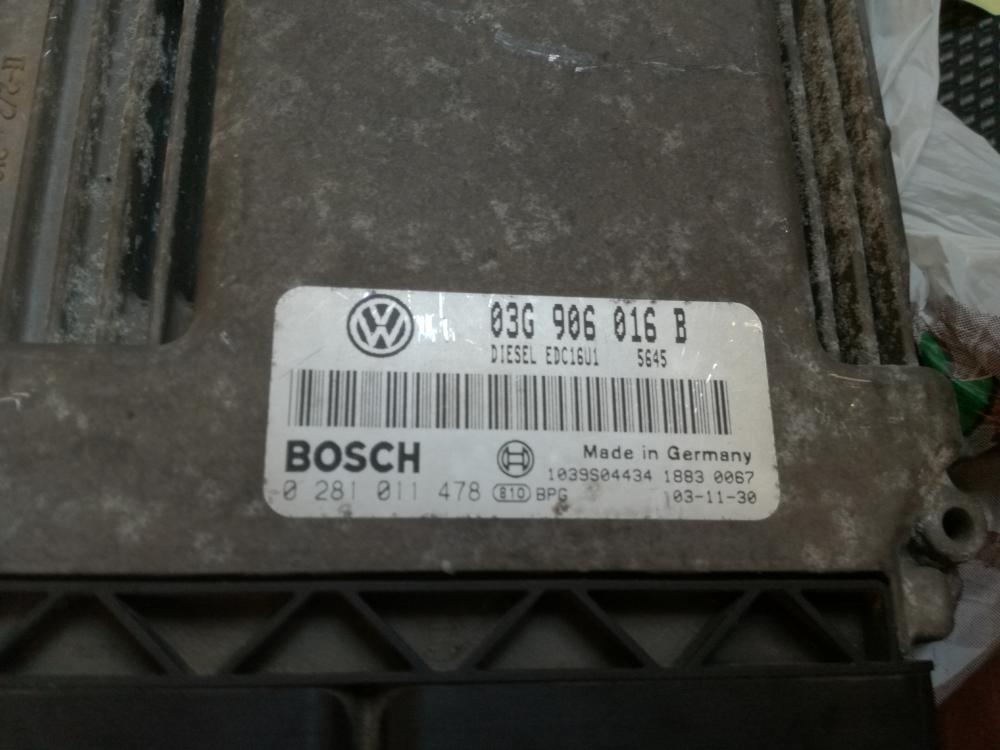 03G 906 016 B
DIESEL EDC16U1 5645
BOSCH
Made in Germany
1039S04434 1883 0067
0 281 011 478 810 BPG 03-11-30